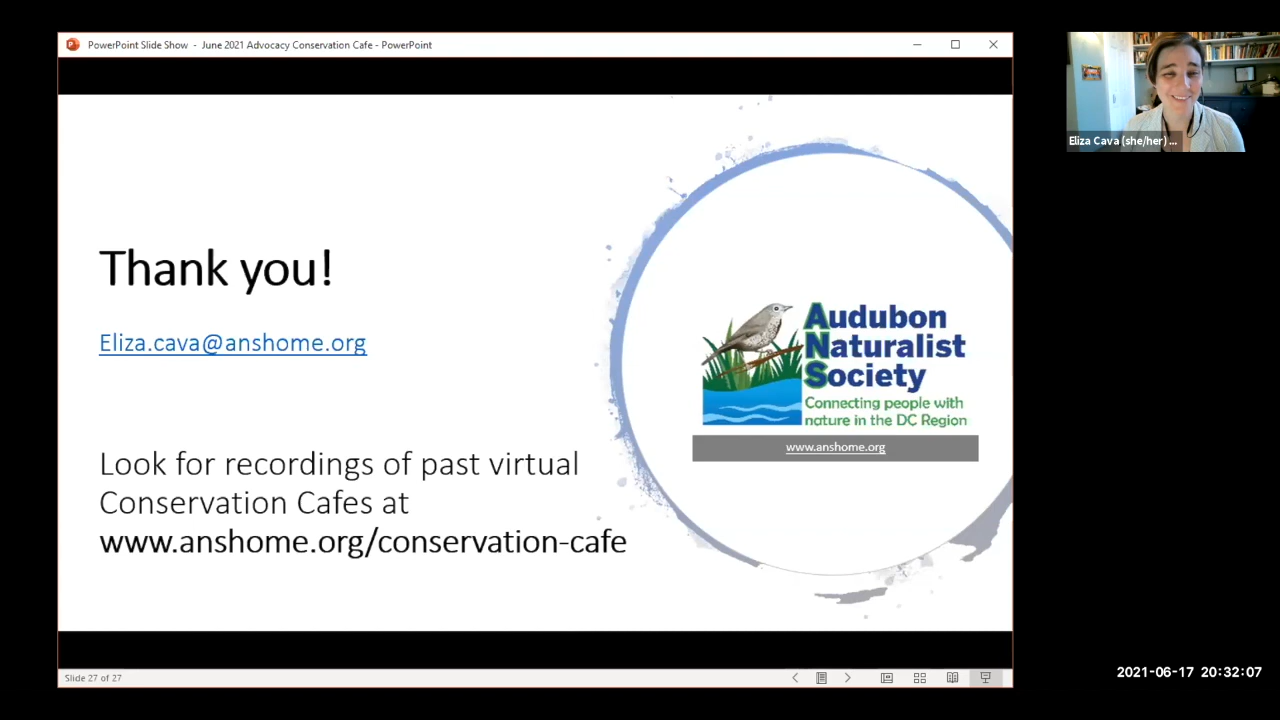 PowerPoint Slide Show - June 2021 Advocacy Conservation Cafe - PowerPoint
Eliza Cava (she/her) ...
Thank you!
Eliza.cava@anshome.org
Audubon
Naturalist
Society
Connecting people with
nature in the DC Region
www.anshome.org
Look for recordings of past virtual
Conservation Cafes at
www.anshome.org/conservation-cafe
Slide 27 of 27
2021-06-17 20:32:07